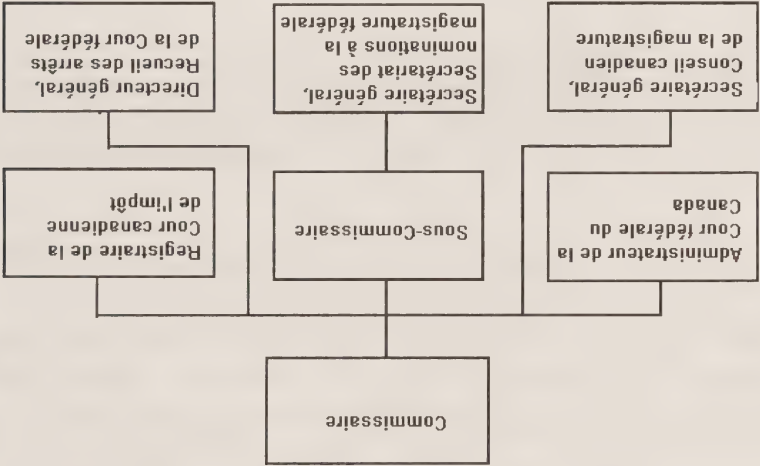 Commissaire
Administrateur de la
Cour fédérale du
Canada
Sous-Commissaire
Registraire de la
Cour canadienne
de l'impôt
Secrétaire général,
Conseil canadien
de la magistrature
Secrétaire général,
Secrétariat des
nominations à la
magistrature fédérale
Directeur général,
Recueil des arrêts
de la Cour fédérale